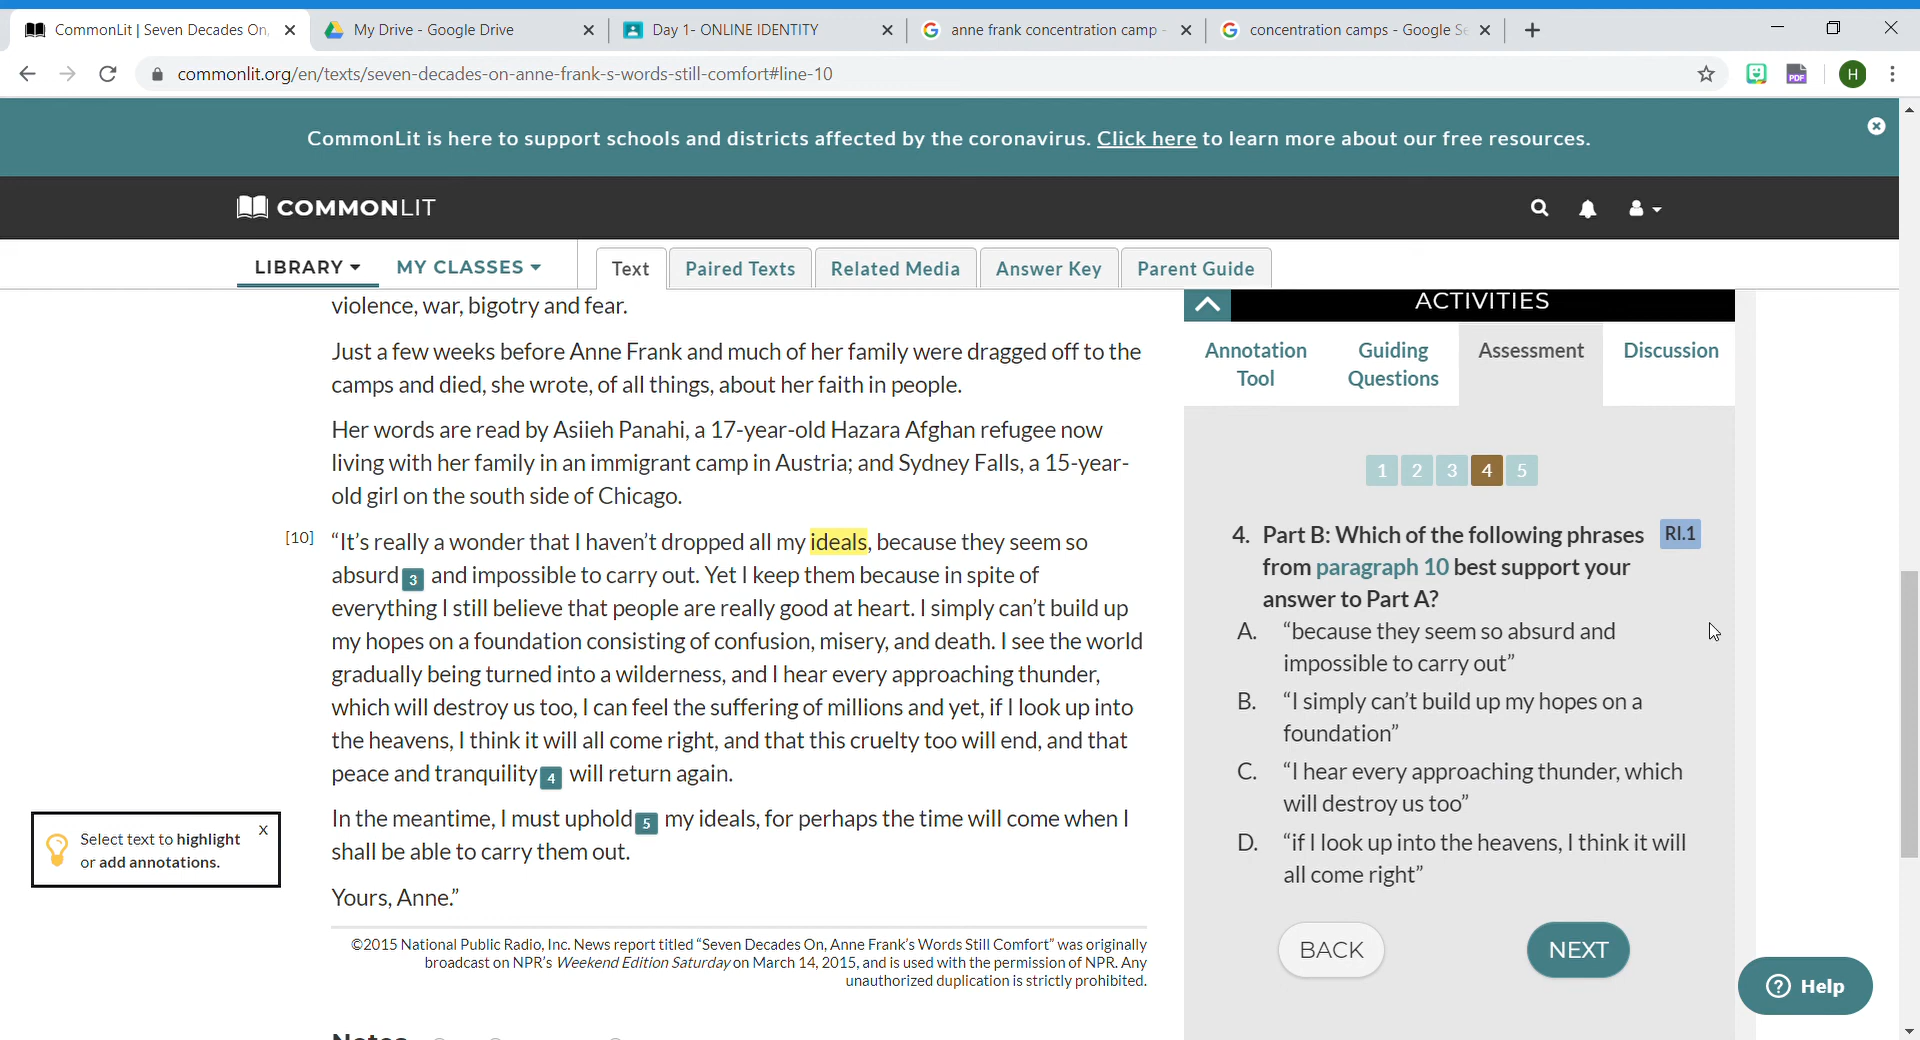 CommonLit | Seven Decades On,
My Drive - Google Drive
Day 1- ONLINE IDENTITY
anne frank concentration camp -
concentration camps - Google Se
commonlit.org/en/texts/seven-decades-on-anne-frank-s-words-still-comfort#line-10
PDF
H
CommonLit is here to support schools and districts affected by the coronavirus. Click here to learn more about our free resources.
COMMONLIT
LIBRARY
MY CLASSES
Text
Paired Texts
Related Media
Answer Key
Parent Guide
violence, war, bigotry and fear.
Just a few weeks before Anne Frank and much of her family were dragged off to the
camps and died, she wrote, of all things, about her faith in people.
Her words are read by Asiieh Panahi, a 17-year-old Hazara Afghan refugee now
living with her family in an immigrant camp in Austria; and Sydney Falls, a 15-year-
old girl on the south side of Chicago.
[10] “It’s really a wonder that I haven’t dropped all my ideals, because they seem so
absurd 3 and impossible to carry out. Yet I keep them because in spite of
everything I still believe that people are really good at heart. I simply can’t build up
my hopes on a foundation consisting of confusion, misery, and death. I see the world
gradually being turned into a wilderness, and I hear every approaching thunder,
which will destroy us too, I can feel the suffering of millions and yet, if I look up into
the heavens, I think it will all come right, and that this cruelty too will end, and that
peace and tranquility 4 will return again.
In the meantime, I must uphold 5 my ideals, for perhaps the time will come when I
shall be able to carry them out.
Yours, Anne.”
©2015 National Public Radio, Inc. News report titled “Seven Decades On, Anne Frank’s Words Still Comfort” was originally
broadcast on NPR’s Weekend Edition Saturday on March 14, 2015, and is used with the permission of NPR. Any
unauthorized duplication is strictly prohibited.
Notes
Select text to highlight
or add annotations.
X
ACTIVITIES
Annotation
Tool
Guiding
Questions
Assessment
Discussion
1 2 3 4 5
4. Part B: Which of the following phrases
from paragraph 10 best support your
answer to Part A?
RI.1
A. “because they seem so absurd and
impossible to carry out”
B. “I simply can’t build up my hopes on a
foundation”
C. “I hear every approaching thunder, which
will destroy us too”
D. “if I look up into the heavens, I think it will
all come right”
BACK
NEXT
? Help